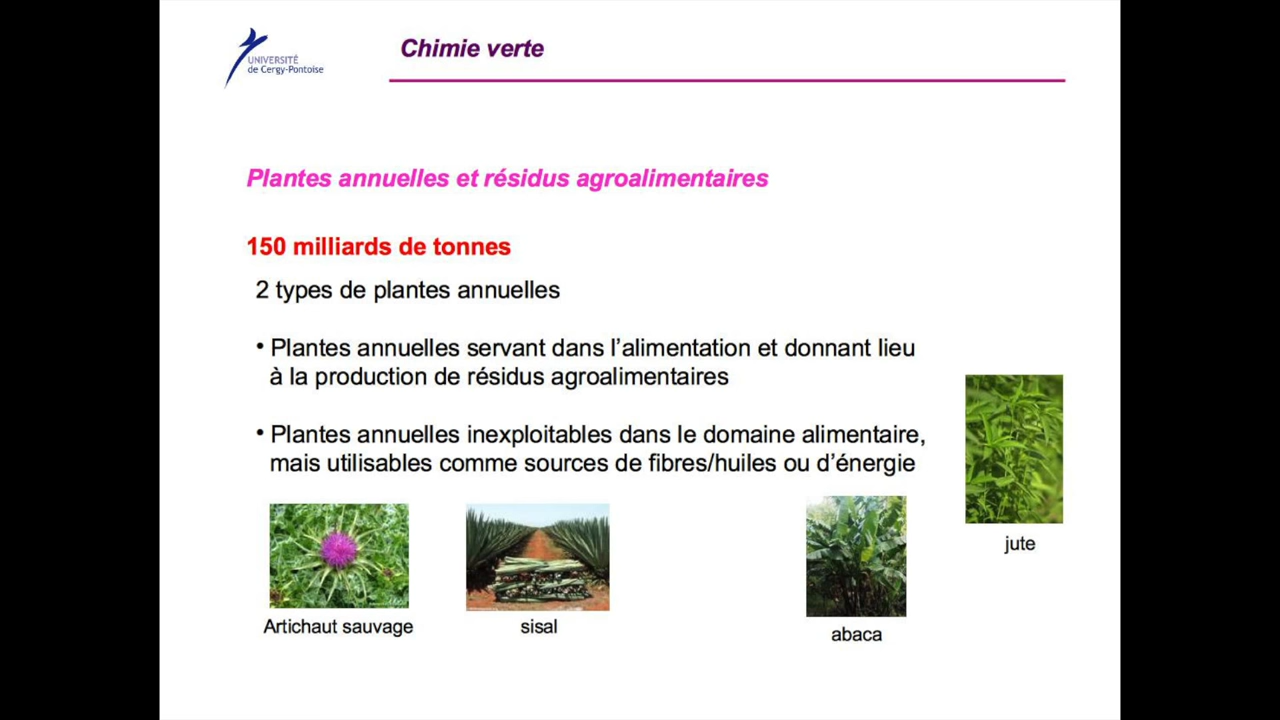 UNIVERSITÉ
de Cergy-Pontoise
Chimie verte
Plantes annuelles et résidus agroalimentaires
150 milliards de tonnes
2 types de plantes annuelles
• Plantes annuelles servant dans l'alimentation et donnant lieu
à la production de résidus agroalimentaires
• Plantes annuelles inexploitables dans le domaine alimentaire,
mais utilisables comme sources de fibres/huiles ou d'énergie
jute
Artichaut sauvage
sisal
abaca